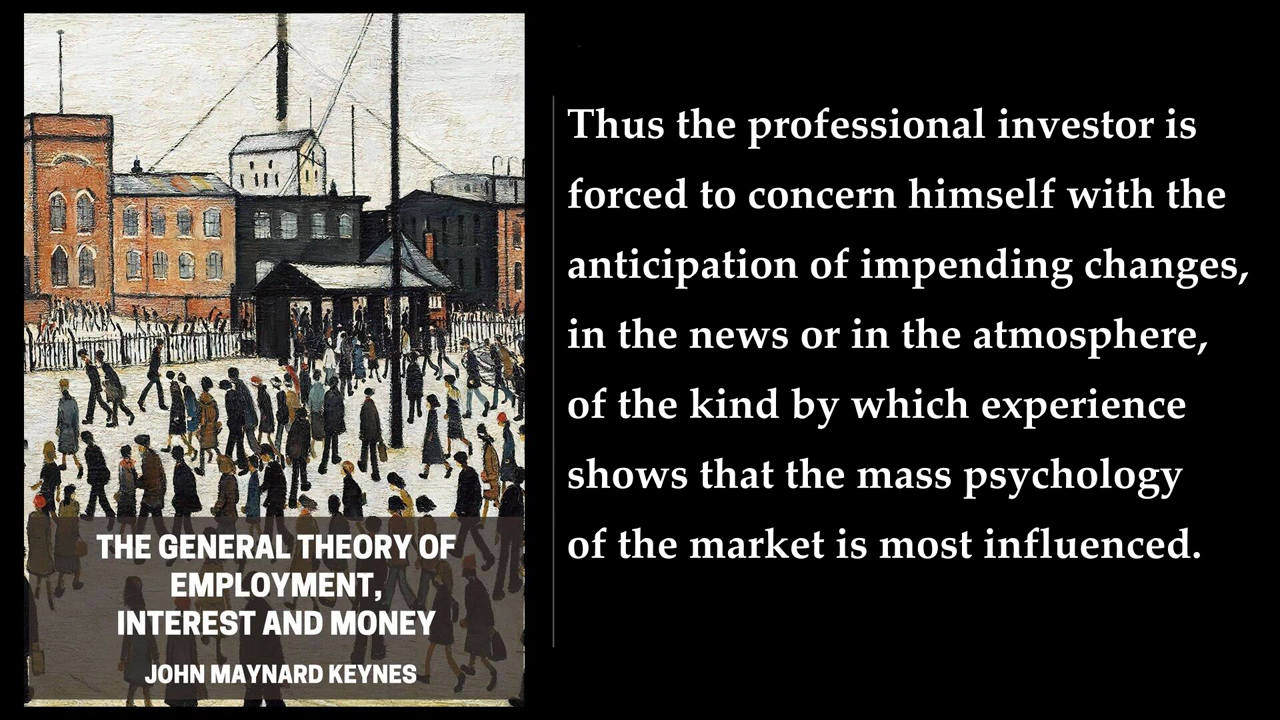 THE GENERAL THEORY OF
EMPLOYMENT,
INTEREST AND MONEY
JOHN MAYNARD KEYNES
Thus the professional investor is
forced to concern himself with the
anticipation of impending changes,
in the news or in the atmosphere,
of the kind by which experience
shows that the mass psychology
of the market is most influenced.